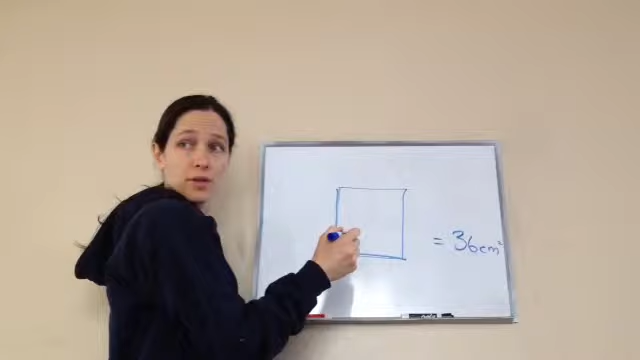 = 36cm²